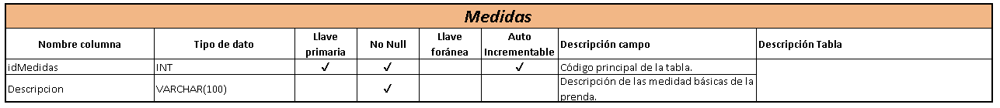 Medidas
Nombre columna Tipo de dato Llave primaria No Null Llave foránea Auto Incrementable Descripción campo Descripción Tabla
idMedidas INT ✓ ✓ ✓ Código principal de la tabla.
Descripcion VARCHAR(100) ✓ Descripción de las medidad básicas de la prenda.